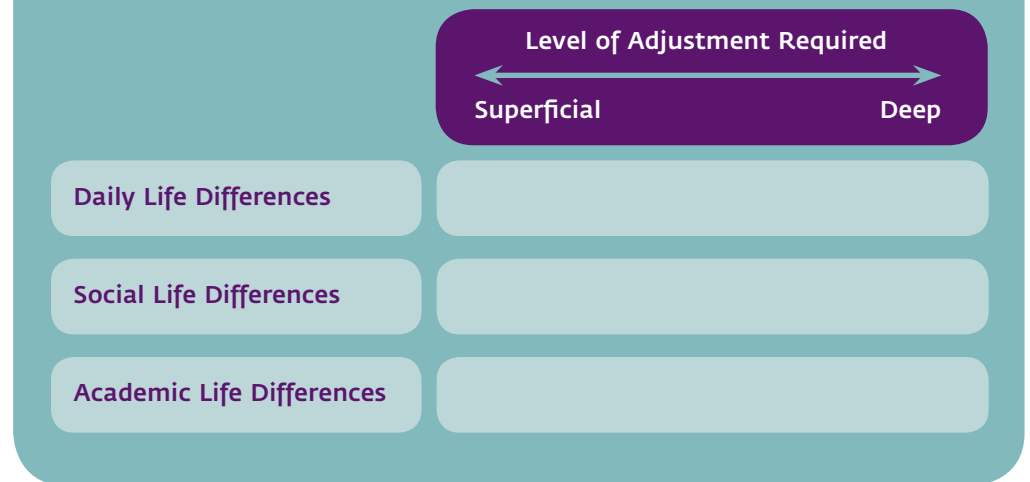 Level of Adjustment Required
Superficial Deep
Daily Life Differences
Social Life Differences
Academic Life Differences